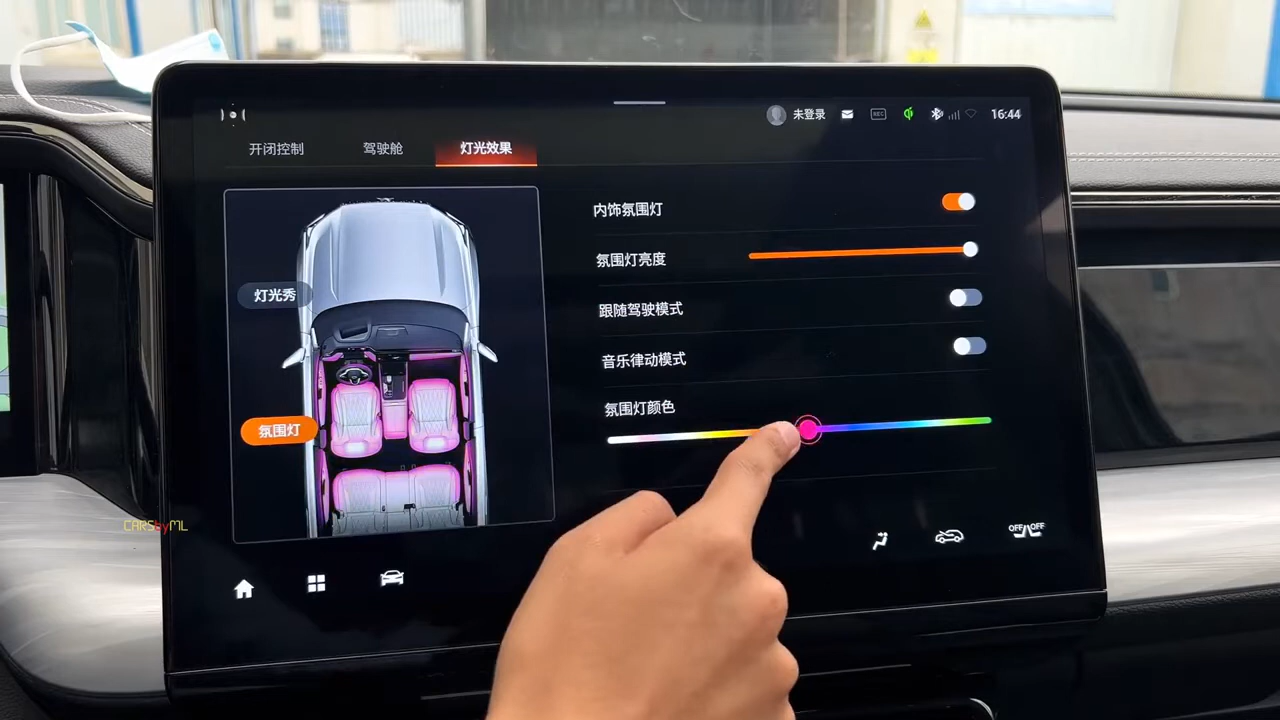 未登录 NFC 16:44
开闭控制 驾驶舱 灯光效果
内饰氛围灯
氛围灯亮度
灯光秀
跟随驾驶模式
音乐律动模式
氛围灯颜色
氛围灯
CARSbyML
OFF OFF